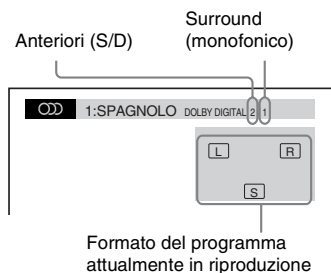 Surround
(monofonico)
Anteriori (S/D)
1:SPAGNOLO DOLBY DIGITAL 2 1
L R
S
Formato del programma
attualmente in riproduzione